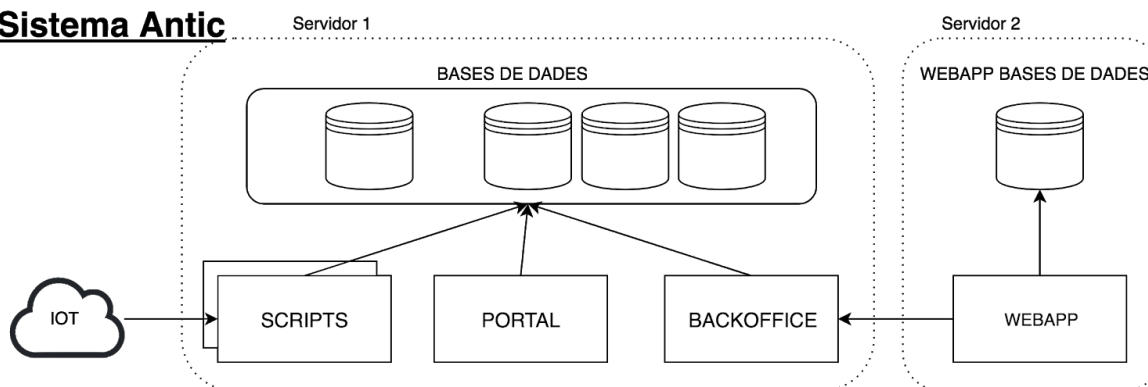 Sistema Antic
Servidor 1
Servidor 2
BASES DE DADES
WEBAPP BASES DE DADES
IOT
SCRIPTS
PORTAL
BACKOFFICE
WEBAPP